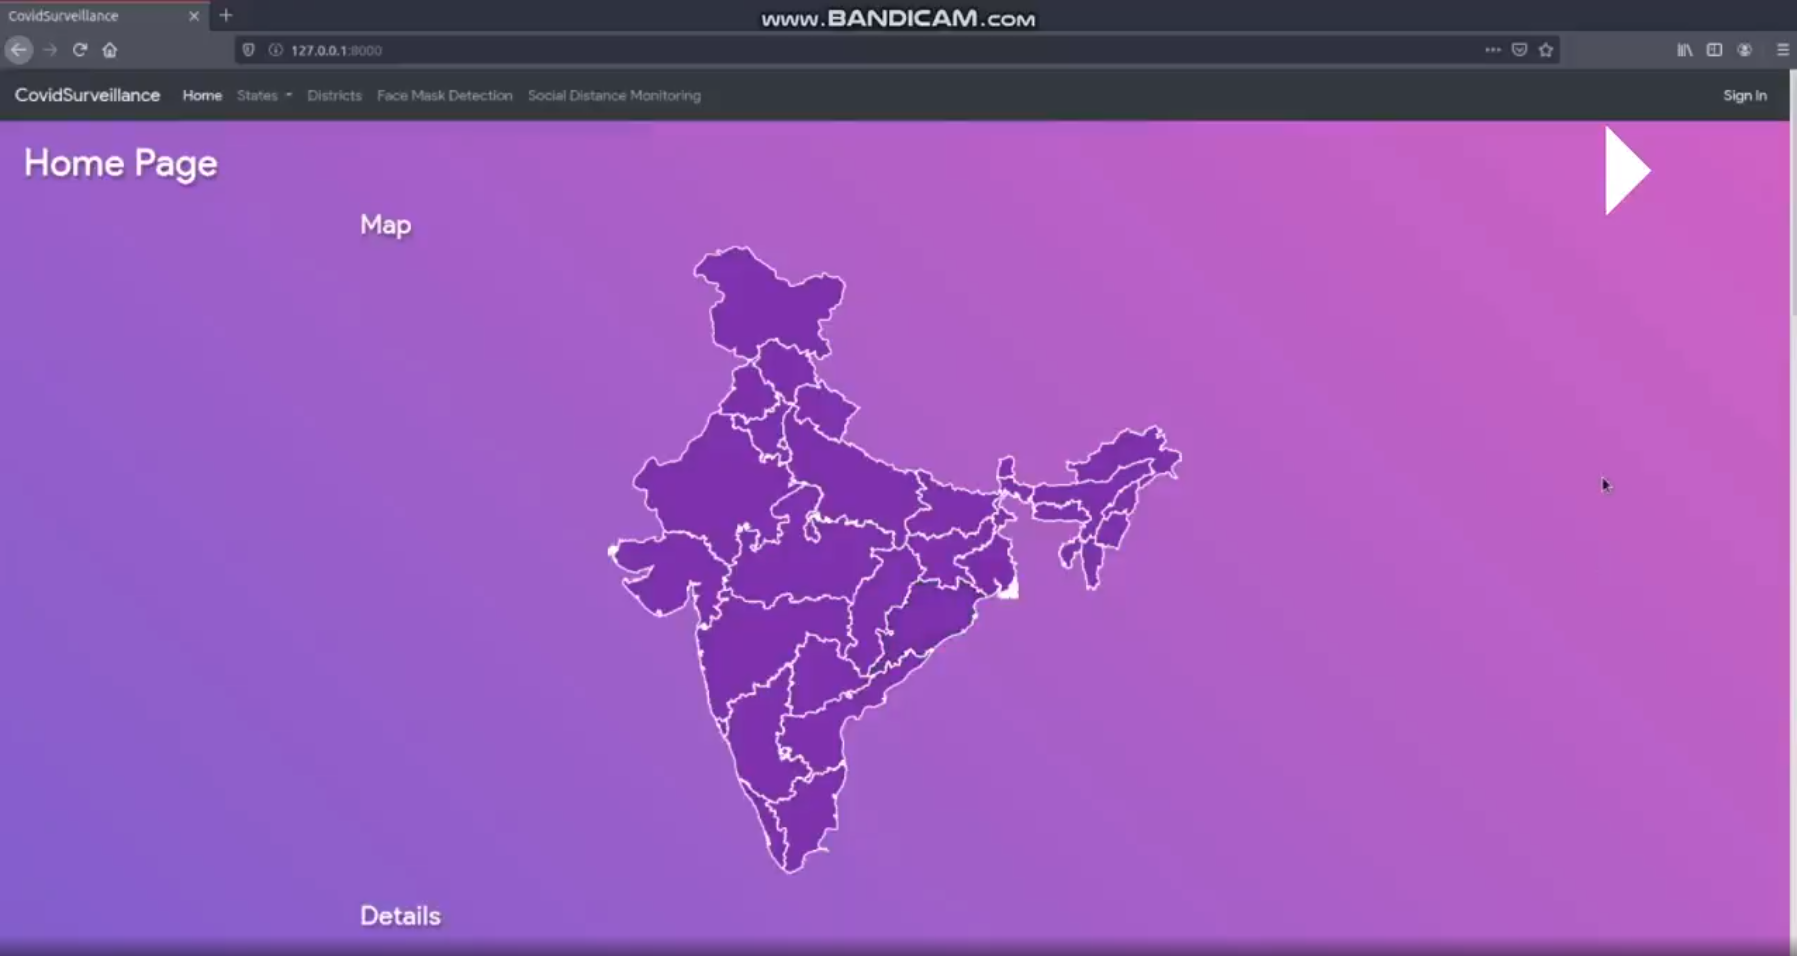 CovidSurveillance
www.BANDICAM.com
127.0.0.1:8000
CovidSurveillance Home States Districts Face Mask Detection Social Distance Monitoring Sign In
Home Page
Map
Details